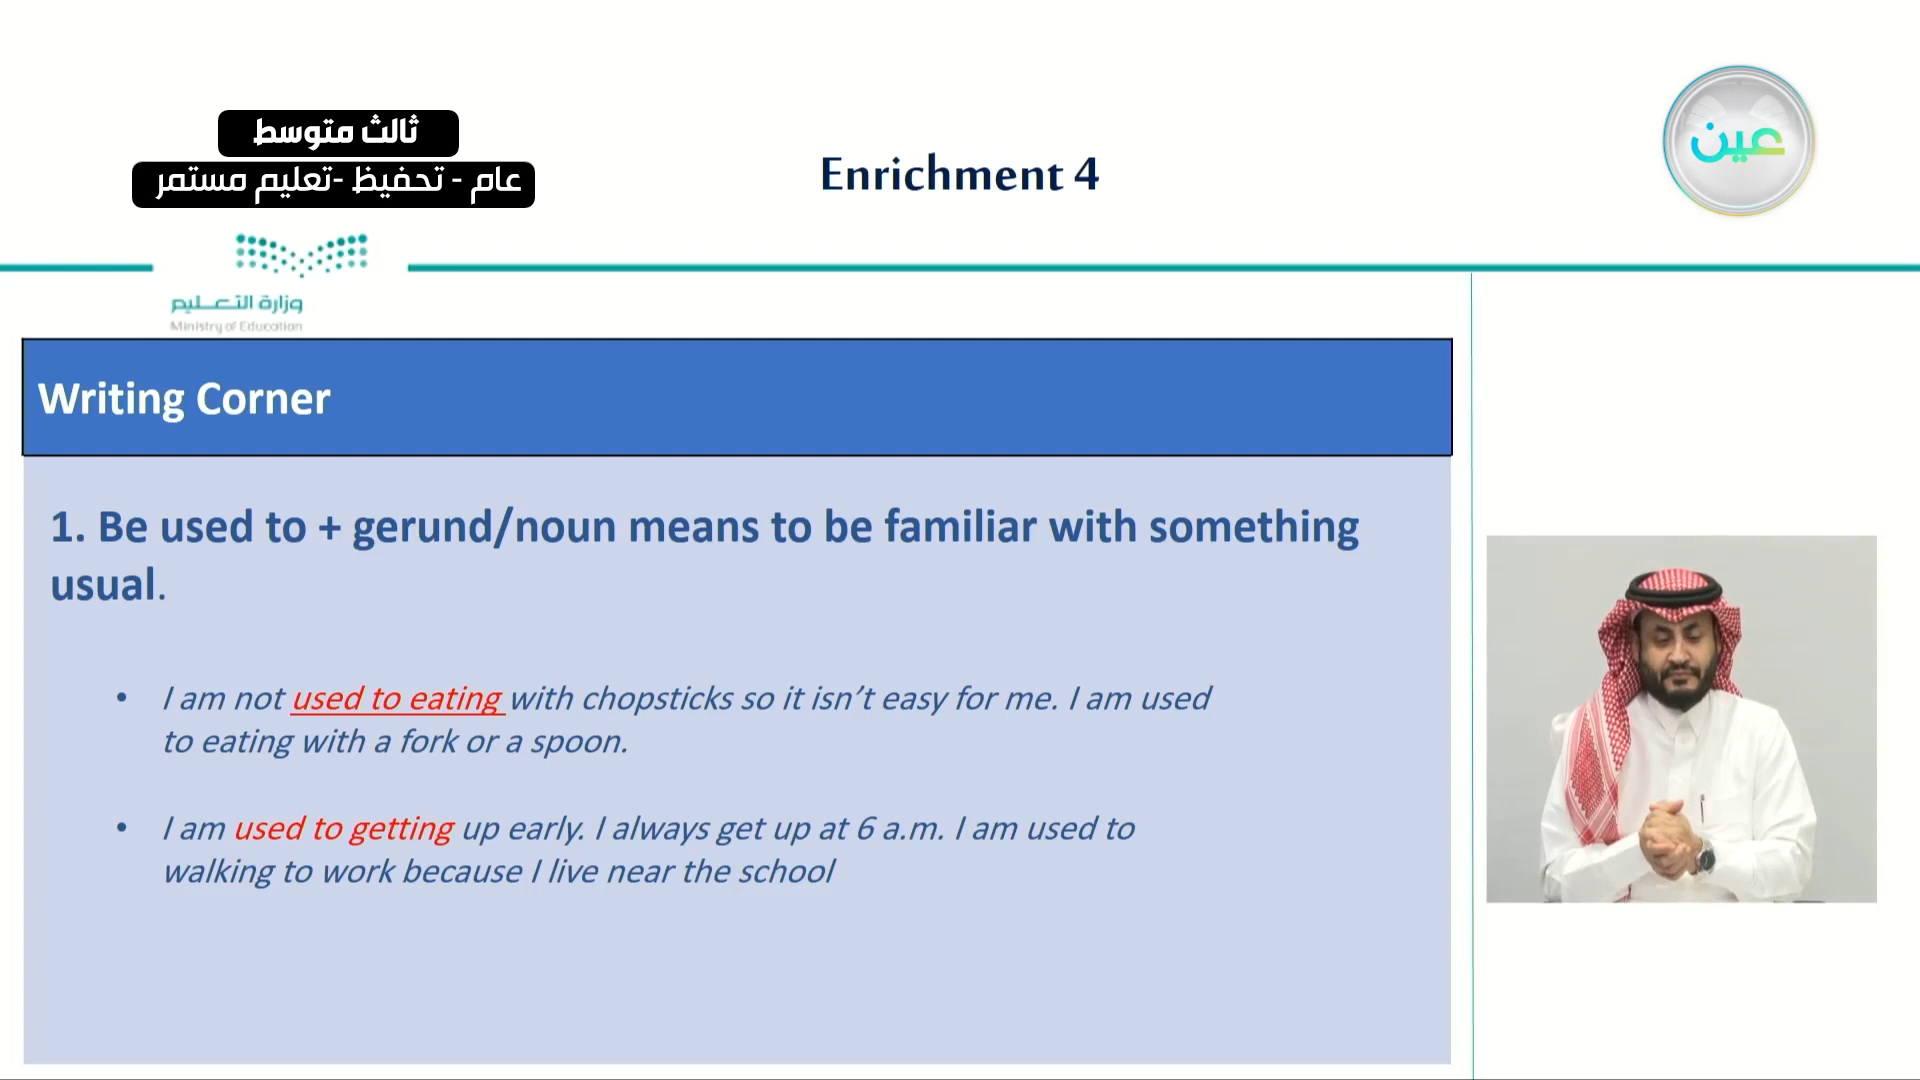 ثالث متوسط
عام - تحفيظ -تعليم مستمر
Enrichment 4
عين
وزارة التعليم
Ministry of Education
Writing Corner
1. Be used to + gerund/noun means to be familiar with something
usual.
• I am not used to eating with chopsticks so it isn’t easy for me. I am used
to eating with a fork or a spoon.
• I am used to getting up early. I always get up at 6 a.m. I am used to
walking to work because I live near the school